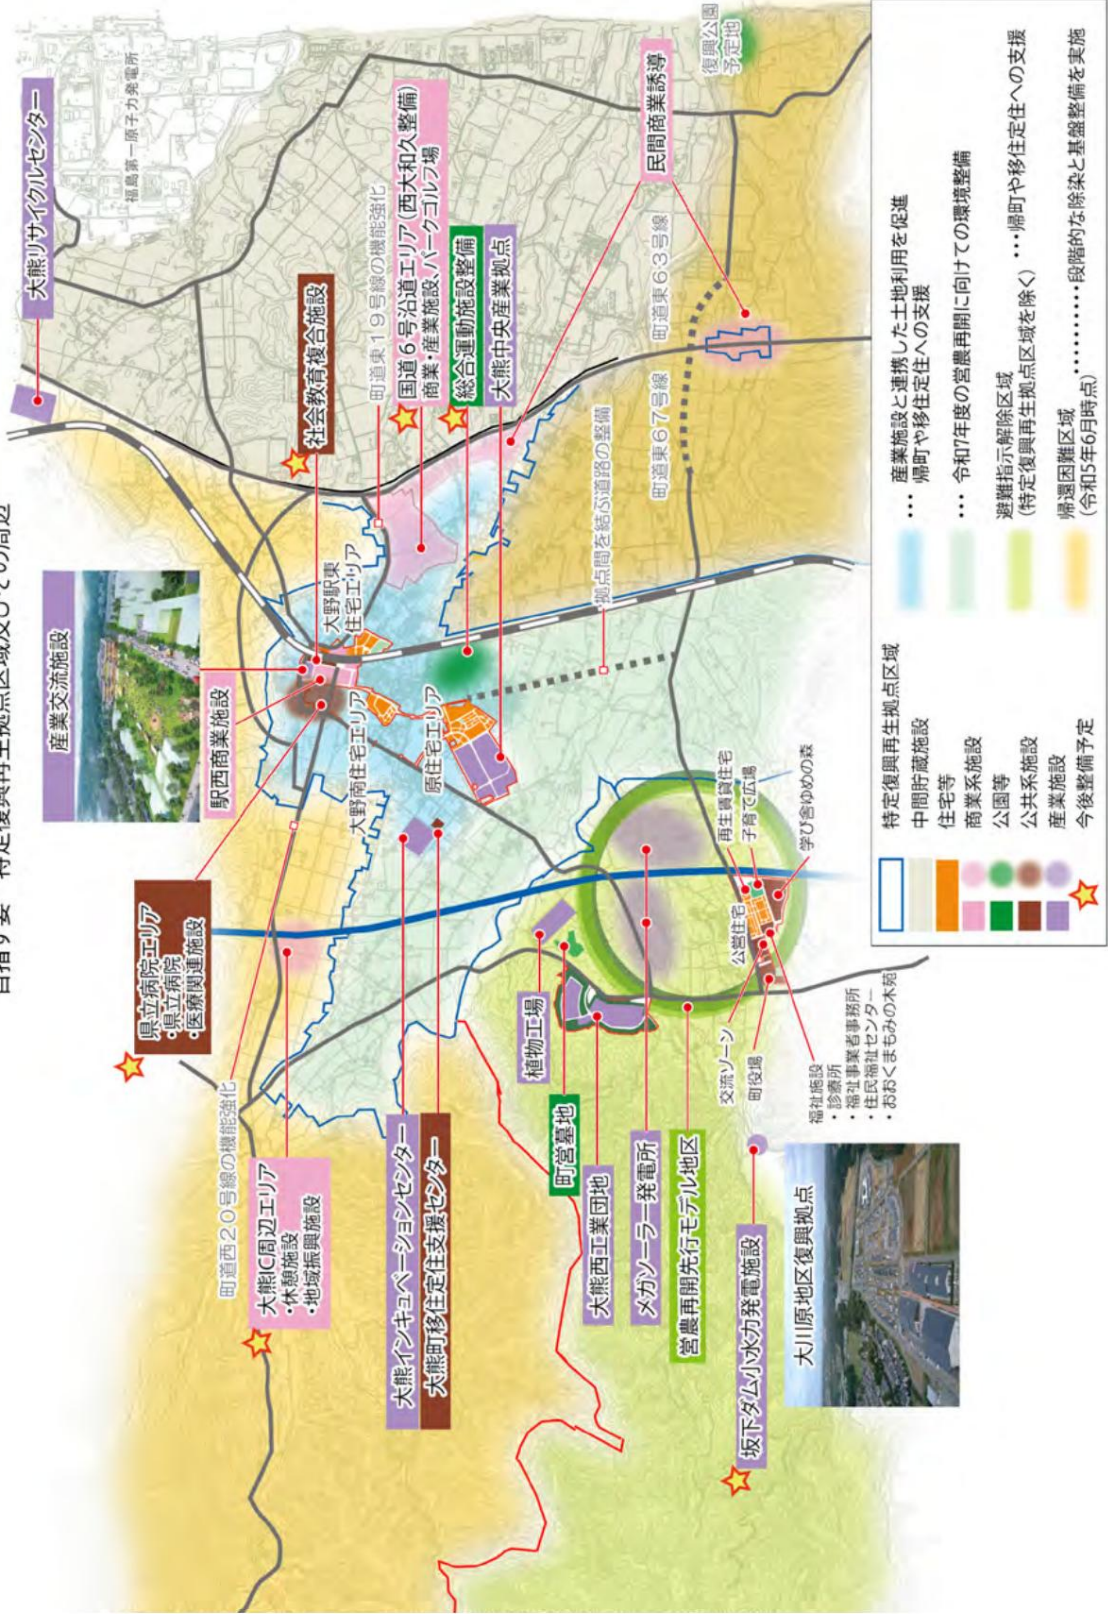 目指す姿 特定復興再生拠点区域及びその周辺
福島第一原子力発電所
大熊リサイクルセンター
復興公園
予定地
民間商業誘導
国道6号沿道エリア(西大和久整備)
商業・産業施設、パークゴルフ場
町道東19号線の機能強化
社会教育複合施設
総合運動施設整備
大熊中央産業拠点
町道東63号線
町道東67号線
拠点間を結ぶ道路の整備
産業交流施設
駅西商業施設
大野駅東
住宅エリア
大野南住宅エリア
原住宅エリア
県立病院エリア
・県立病院
・医療関連施設
町道西20号線の機能強化
大熊IC周辺エリア
・休憩施設
・地域振興施設
大熊インキュベーションセンター
大熊町移住定住支援センター
植物工場
町営墓地
大熊西工業団地
メガソーラー発電所
営農再開先行モデル地区
坂下ダム小水力発電施設
再生賃貸住宅
子育て広場
学び舎ゆめの森
公営住宅
交流ゾーン
町役場
福祉施設
・診療所
・福祉事業者事務所
・住民福祉センター
・おおくまもみの木苑
大川原地区復興拠点
特定復興再生拠点区域
中間貯蔵施設
住宅等
商業系施設
公園等
公共系施設
産業施設
今後整備予定
・・・ 産業施設と連携した土地利用を促進
帰町や移住定住への支援
・・・ 令和7年度の営農再開に向けての環境整備
避難指示解除区域
(特定復興再生拠点区域を除く) ・・・帰町や移住定住への支援
帰還困難区域
(令和5年6月時点) ・・・・・・・・・・段階的な除染と基盤整備を実施